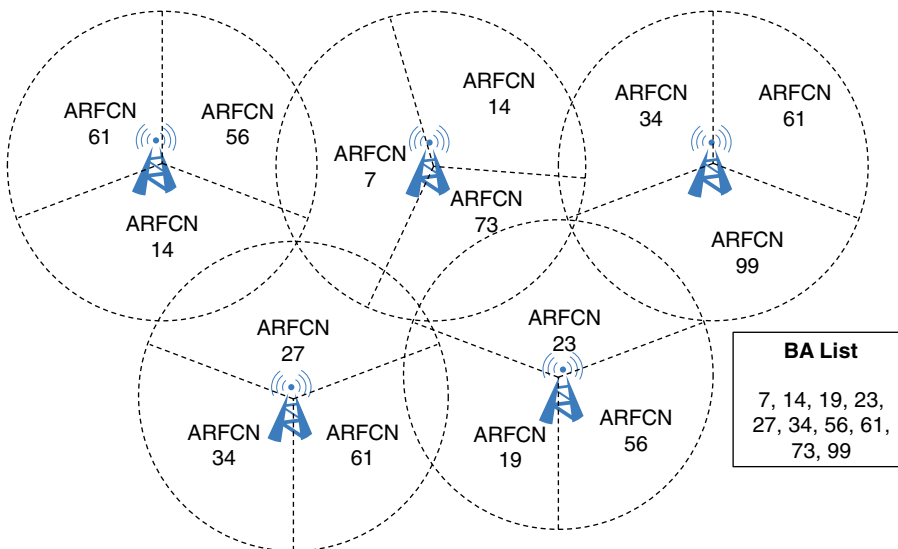 ARFCN
61
ARFCN
56
ARFCN
14
ARFCN
7
ARFCN
14
ARFCN
73
ARFCN
34
ARFCN
61
ARFCN
99
ARFCN
27
ARFCN
34
ARFCN
61
ARFCN
23
ARFCN
19
ARFCN
56
BA List
7, 14, 19, 23,
27, 34, 56, 61,
73, 99